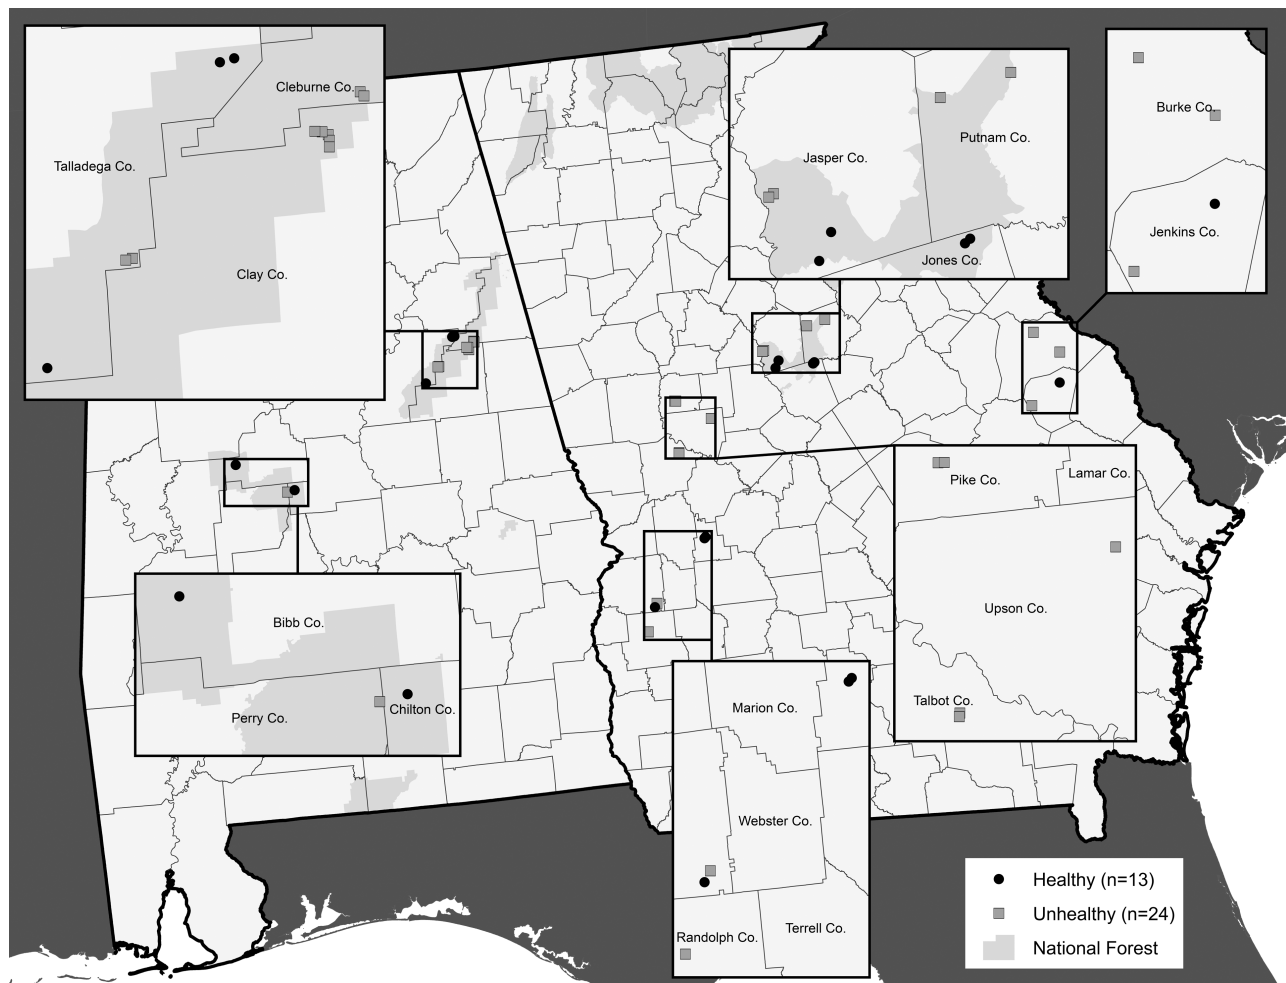 Cleburne Co.
Talladega Co.
Clay Co.
Jasper Co.
Putnam Co.
Jones Co.
Burke Co.
Jenkins Co.
Bibb Co.
Perry Co.
Chilton Co.
Pike Co.
Lamar Co.
Upson Co.
Talbot Co.
Marion Co.
Webster Co.
Randolph Co.
Terrell Co.
Healthy (n=13)
Unhealthy (n=24)
National Forest